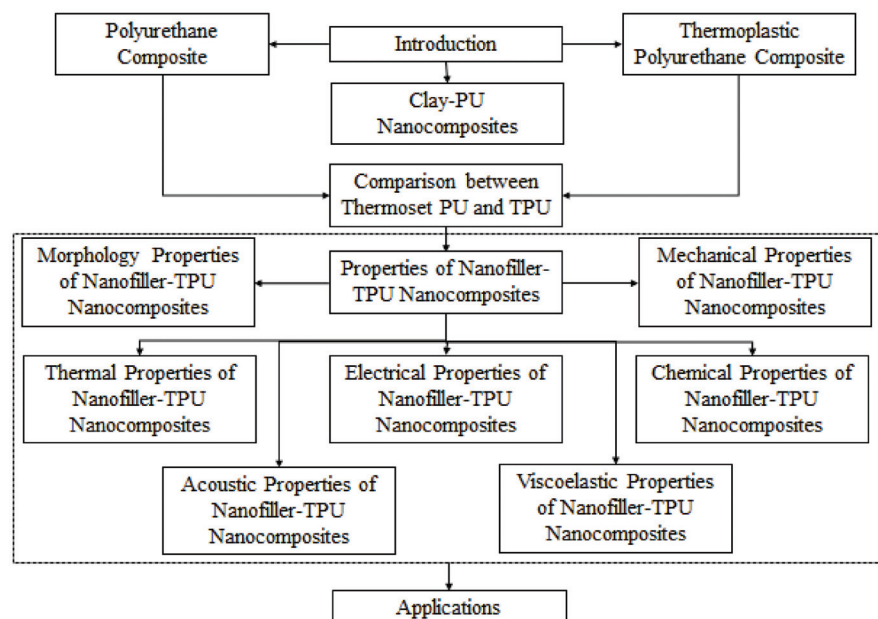 Polyurethane
Composite
Introduction
Thermoplastic
Polyurethane Composite
Clay-PU
Nanocomposites
Comparison between
Thermoset PU and TPU
Morphology Properties
of Nanofiller-TPU
Nanocomposites
Properties of Nanofiller-
TPU Nanocomposites
Mechanical Properties
of Nanofiller-TPU
Nanocomposites
Thermal Properties of
Nanofiller-TPU
Nanocomposites
Electrical Properties of
Nanofiller-TPU
Nanocomposites
Chemical Properties of
Nanofiller-TPU
Nanocomposites
Acoustic Properties of
Nanofiller-TPU
Nanocomposites
Viscoelastic Properties
of Nanofiller-TPU
Nanocomposites
Applications